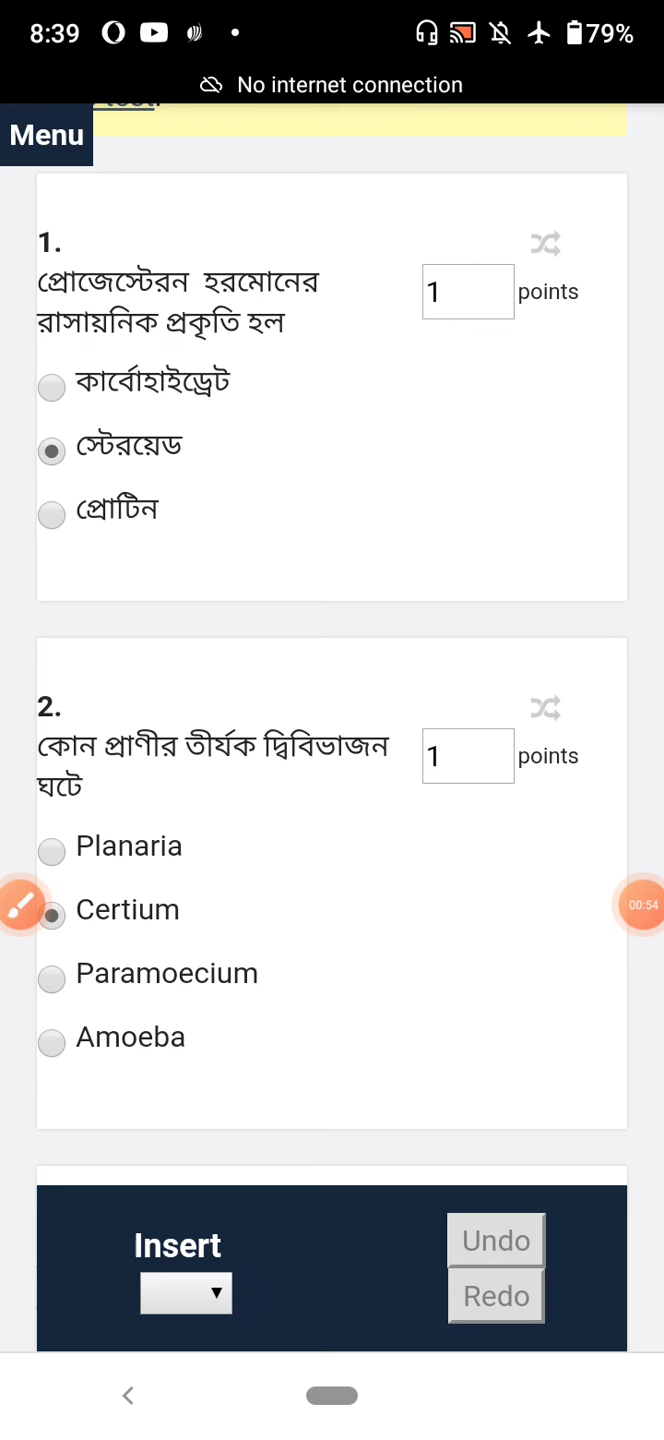 8:39 79%
No internet connection
Menu
1.
প্রোজেস্টেরন হরমোনের
রাসায়নিক প্রকৃতি হল
1 points
কার্বোহাইড্রেট
স্টেরয়েড
প্রোটিন
2.
কোন প্রাণীর তীর্যক দ্বিবিভাজন
ঘটে
1 points
Planaria
Certium
00:54
Paramoecium
Amoeba
Insert
Undo
Redo